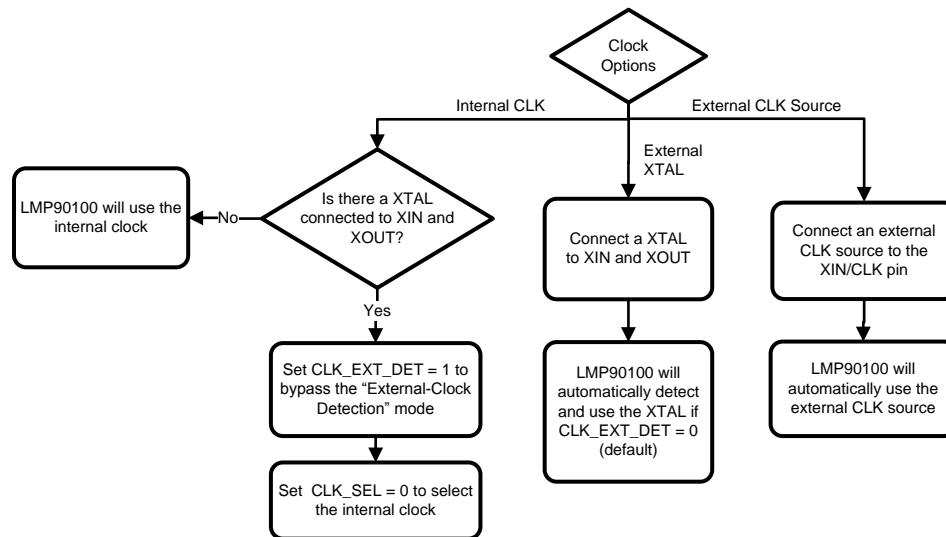 Clock
Options
Internal CLK
External CLK Source
External
XTAL
Is there a XTAL
connected to XIN and
XOUT?
No
LMP90100 will use the
internal clock
Connect a XTAL
to XIN and XOUT
Connect an external
CLK source to the
XIN/CLK pin
Yes
Set CLK_EXT_DET = 1 to
bypass the “External-Clock
Detection” mode
LMP90100 will
automatically detect
and use the XTAL if
CLK_EXT_DET = 0
(default)
LMP90100 will
automatically use the
external CLK source
Set CLK_SEL = 0 to select
the internal clock